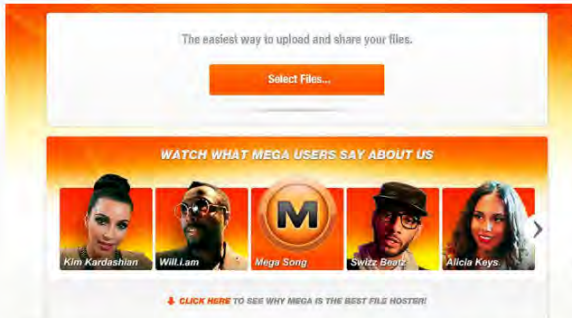 The easiest way to upload and share your files.
Select Files...
WATCH WHAT MEGA USERS SAY ABOUT US
M
Kim Kardashian
Will.i.am
Mega Song
Swizz Beatz
Alicia Keys
CLICK HERE TO SEE WHY MEGA IS THE BEST FILE HOSTER!